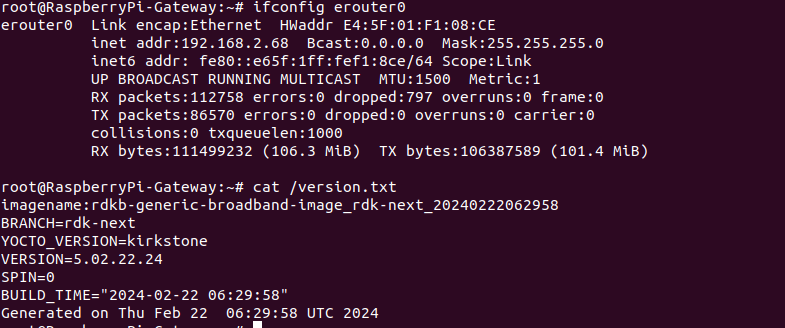 root@RaspberryPi-Gateway:~# ifconfig erouter0
erouter0  Link encap:Ethernet  HWaddr E4:5F:01:F1:08:CE
          inet addr:192.168.2.68  Bcast:0.0.0.0  Mask:255.255.255.0
          inet6 addr: fe80::e65f:1ff:fef1:8ce/64 Scope:Link
          UP BROADCAST RUNNING MULTICAST  MTU:1500  Metric:1
          RX packets:112758 errors:0 dropped:797 overruns:0 frame:0
          TX packets:86570 errors:0 dropped:0 overruns:0 carrier:0
          collisions:0 txqueuelen:1000
          RX bytes:111499232 (106.3 MiB)  TX bytes:106387589 (101.4 MiB)
root@RaspberryPi-Gateway:~# cat /version.txt
imagename:rdkb-generic-broadband-image_rdk-next_20240222062958
BRANCH=rdk-next
YOCTO_VERSION=kirkstone
VERSION=5.02.22.24
SPIN=0
BUILD_TIME="2024-02-22 06:29:58"
Generated on Thu Feb 22  06:29:58 UTC 2024
root@RaspberryPi-Gateway:~#